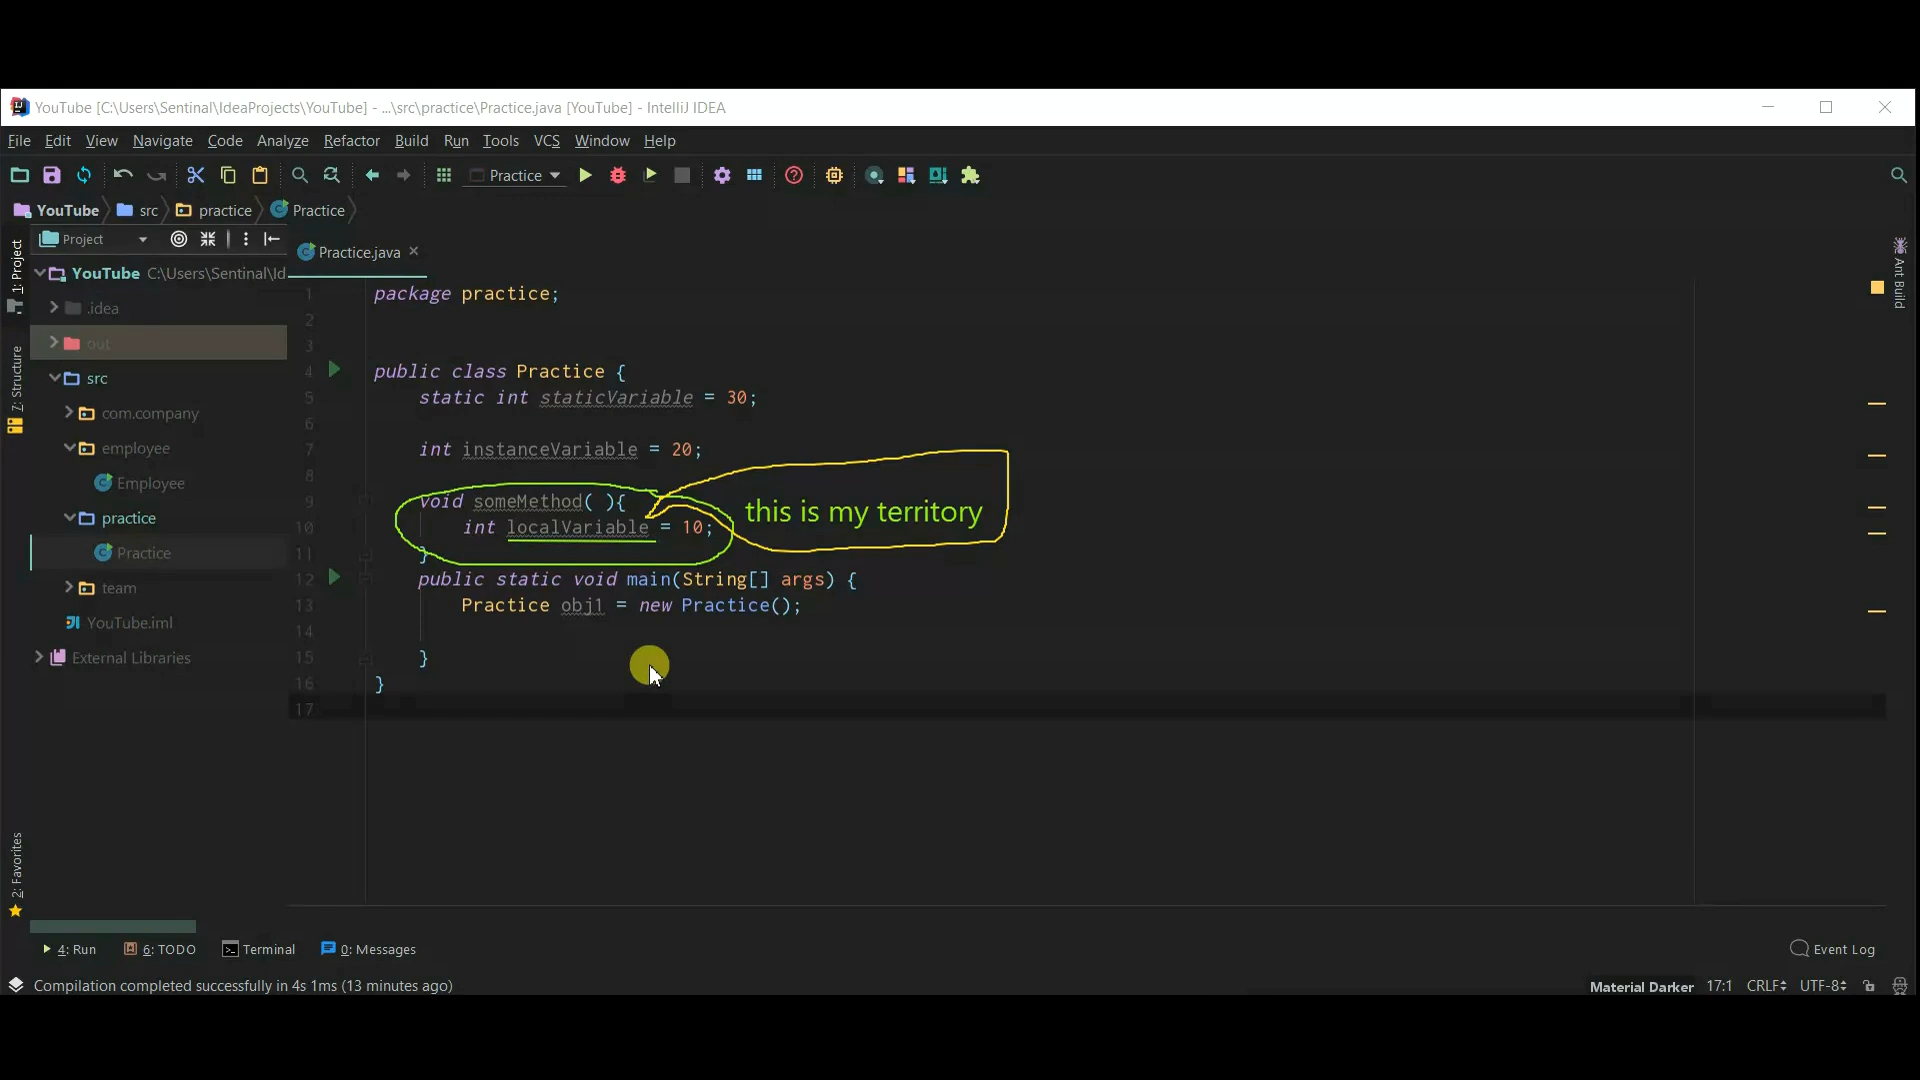 YouTube [C:\Users\Sentinal\IdeaProjects\YouTube] - ...\src\practice\Practice.java [YouTube] - IntelliJ IDEA
File Edit View Navigate Code Analyze Refactor Build Run Tools VCS Window Help
Practice
YouTube src practice Practice
1: Project
Z: Structure
2: Favorites
Project
YouTube C:\Users\Sentinal\Id
.idea
out
src
com.company
employee
Employee
practice
Practice
team
YouTube.iml
External Libraries
Practice.java
1 package practice;
2
3
4 public class Practice {
5 static int staticVariable = 30;
6
7 int instanceVariable = 20;
8
9 void someMethod( ){
10 int localVariable = 10;
11 }
this is my territory
12 public static void main(String[] args) {
13 Practice obj1 = new Practice();
14
15 }
16 }
17
Ant Build
4: Run 6: TODO Terminal 0: Messages Event Log
Compilation completed successfully in 4s 1ms (13 minutes ago) Material Darker 17:1 CRLF UTF-8